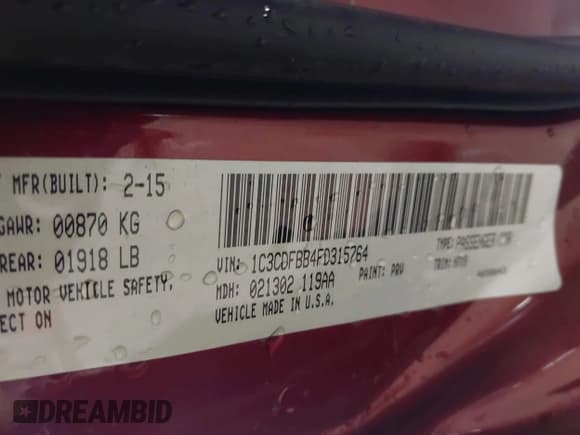 MFR(BUILT): 2-15
GAWR: 00870 KG
REAR: 01918 LB
MOTOR VEHICLE SAFETY,
ECT ON
VIN: 1C3CDFBB4FD315764
TYPE: PASSENGER CAR
MDH: 021302 119AA
PAINT: PRV
TRIM:
VEHICLE MADE IN U.S.A.
DREAMBID